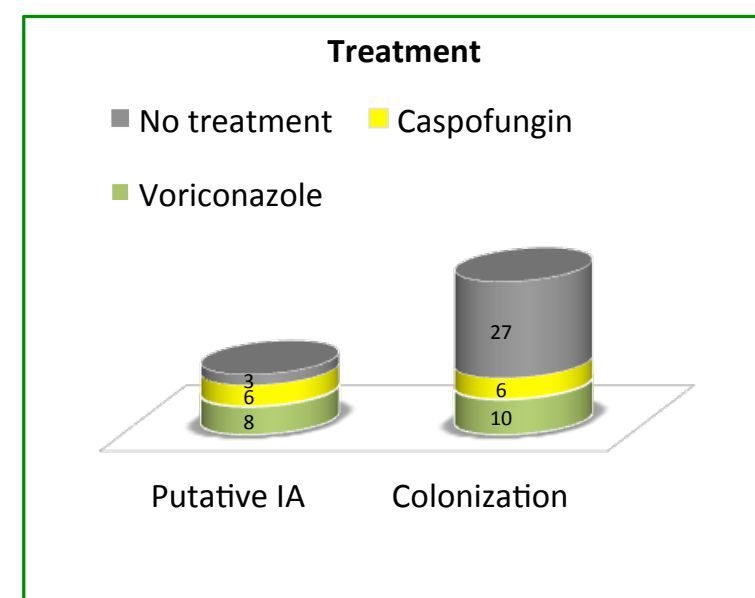 Treatment
No treatment Caspofungin
Voriconazole
27
3
6 6
8 10
Putative IA Colonization